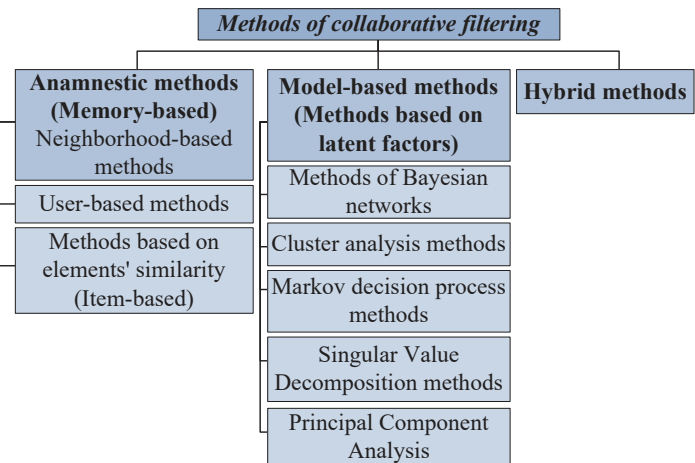 Methods of collaborative filtering
Anamnestic methods
(Memory-based)
Neighborhood-based
methods
User-based methods
Methods based on
elements' similarity
(Item-based)
Model-based methods
(Methods based on
latent factors)
Methods of Bayesian
networks
Cluster analysis methods
Markov decision process
methods
Singular Value
Decomposition methods
Principal Component
Analysis
Hybrid methods